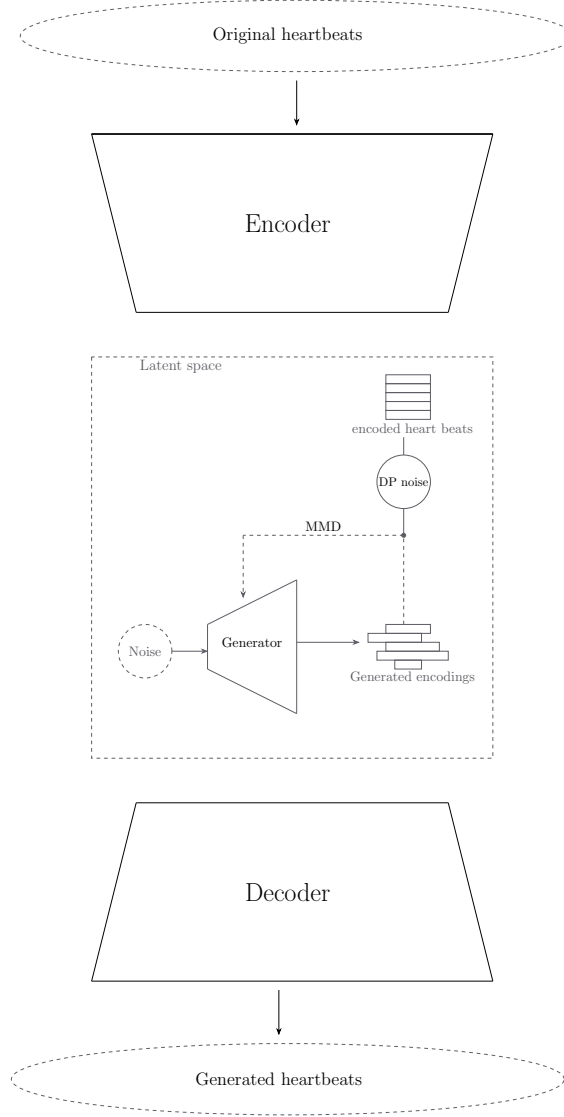 Original heartbeats
Encoder
Latent space
encoded heart beats
DP noise
MMD
Generator
Noise
Generated encodings
Decoder
Generated heartbeats